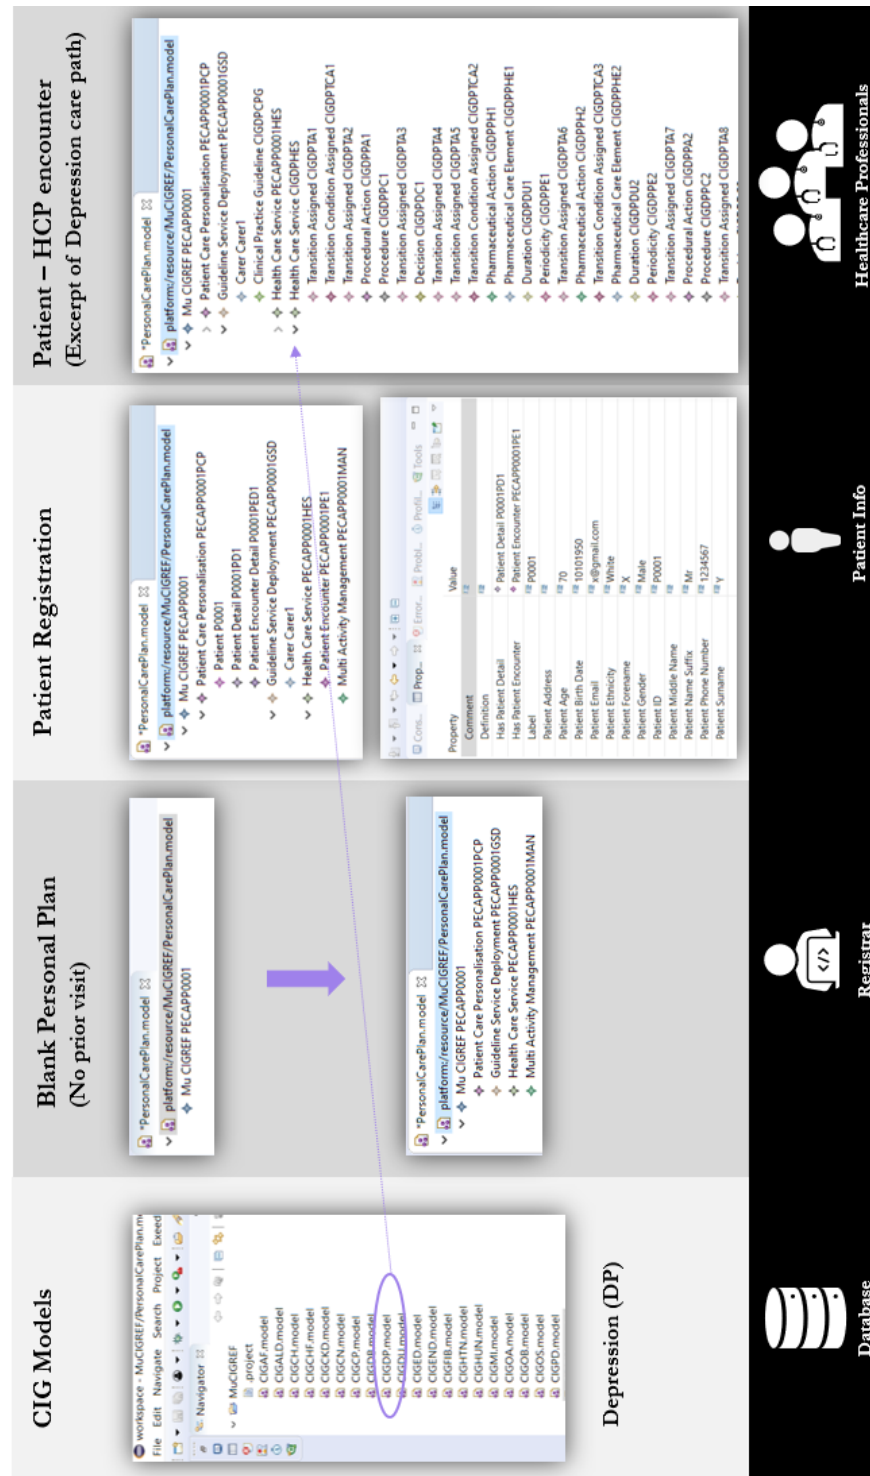 CIG Models
workspace - MuCIGREF/PersonalCarePlan.m
File Edit Navigate Search Project Exeed
Navigator
MuCIGREF
.project
CIGAF.model
CIGALD.model
CIGCH.model
CIGCHF.model
CIGCKD.model
CIGCN.model
CIGCP.model
CIGDB.model
CIGDP.model
CIGDU.model
CIGED.model
CIGEND.model
CIGFIB.model
CIGHTN.model
CIGHUN.model
CIGMI.model
CIGOA.model
CIGOB.model
CIGOS.model
CIGPD.model
Depression (DP)
Database
Blank Personal Plan
(No prior visit)
*PersonalCarePlan.model
platform:/resource/MuCIGREF/PersonalCarePlan.model
Mu CIGREF PECAPP0001
*PersonalCarePlan.model
platform:/resource/MuCIGREF/PersonalCarePlan.model
Mu CIGREF PECAPP0001
Patient Care Personalisation PECAPP0001PCP
Guideline Service Deployment PECAPP0001GSD
Health Care Service PECAPP0001HES
Multi Activity Management PECAPP0001MAN
</>
Registrar
Patient Registration
*PersonalCarePlan.model
platform:/resource/MuCIGREF/PersonalCarePlan.model
Mu CIGREF PECAPP0001
Patient Care Personalisation PECAPP0001PCP
Patient P0001
Patient Detail P0001PD1
Patient Encounter Detail P0001PED1
Guideline Service Deployment PECAPP0001GSD
Carer Carer1
Health Care Service PECAPP0001HES
Patient Encounter PECAPP0001PE1
Multi Activity Management PECAPP0001MAN
Cons... Prop... Error... Probl... Profil... Tools
Property Value
Comment
Definition
Has Patient Detail Patient Detail P0001PD1
Has Patient Encounter Patient Encounter PECAPP0001PE1
Label P0001
Patient Address
Patient Age 70
Patient Birth Date 10101950
Patient Email x@gmail.com
Patient Ethnicity White
Patient Forename X
Patient Gender Male
Patient ID P0001
Patient Middle Name
Patient Name Suffix Mr
Patient Phone Number 1234567
Patient Surname Y
Patient Info
Patient – HCP encounter
(Excerpt of Depression care path)
*PersonalCarePlan.model
platform:/resource/MuCIGREF/PersonalCarePlan.model
Mu CIGREF PECAPP0001
Patient Care Personalisation PECAPP0001PCP
Guideline Service Deployment PECAPP0001GSD
Carer Carer1
Clinical Practice Guideline CIGDPCPG
Health Care Service PECAPP0001HES
Health Care Service CIGDPHES
Transition Assigned CIGDPTA1
Transition Condition Assigned CIGDPTCA1
Transition Assigned CIGDPTA2
Procedural Action CIGDPPA1
Procedure CIGDPPC1
Transition Assigned CIGDPTA3
Decision CIGDPDC1
Transition Assigned CIGDPTA4
Transition Assigned CIGDPTA5
Transition Condition Assigned CIGDPTCA2
Pharmaceutical Action CIGDPPH1
Pharmaceutical Care Element CIGDPPHE1
Duration CIGDPDU1
Periodicity CIGDPPE1
Transition Assigned CIGDPTA6
Pharmaceutical Action CIGDPPH2
Transition Condition Assigned CIGDPTCA3
Pharmaceutical Care Element CIGDPPHE2
Duration CIGDPDU2
Periodicity CIGDPPE2
Transition Assigned CIGDPTA7
Procedural Action CIGDPPA2
Procedure CIGDPPC2
Transition Assigned CIGDPTA8
Healthcare Professionals